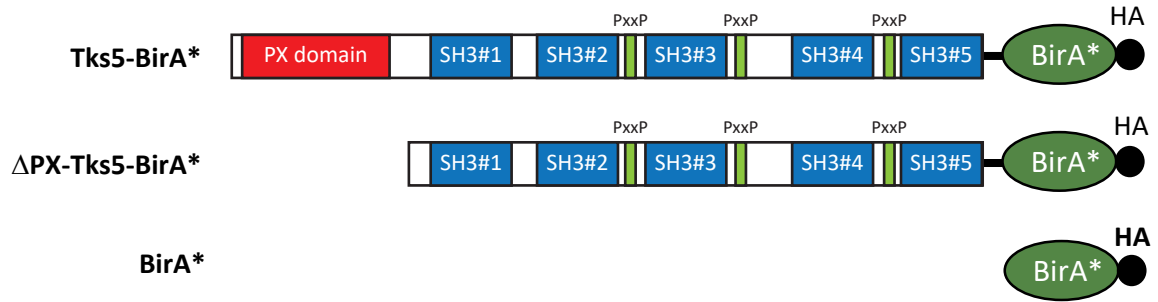 PxxP PxxP PxxP HA
Tks5-BirA* PX domain SH3#1 SH3#2 SH3#3 SH3#4 SH3#5 BirA*
PxxP PxxP PxxP HA
ΔPX-Tks5-BirA* SH3#1 SH3#2 SH3#3 SH3#4 SH3#5 BirA*
HA
BirA* BirA*